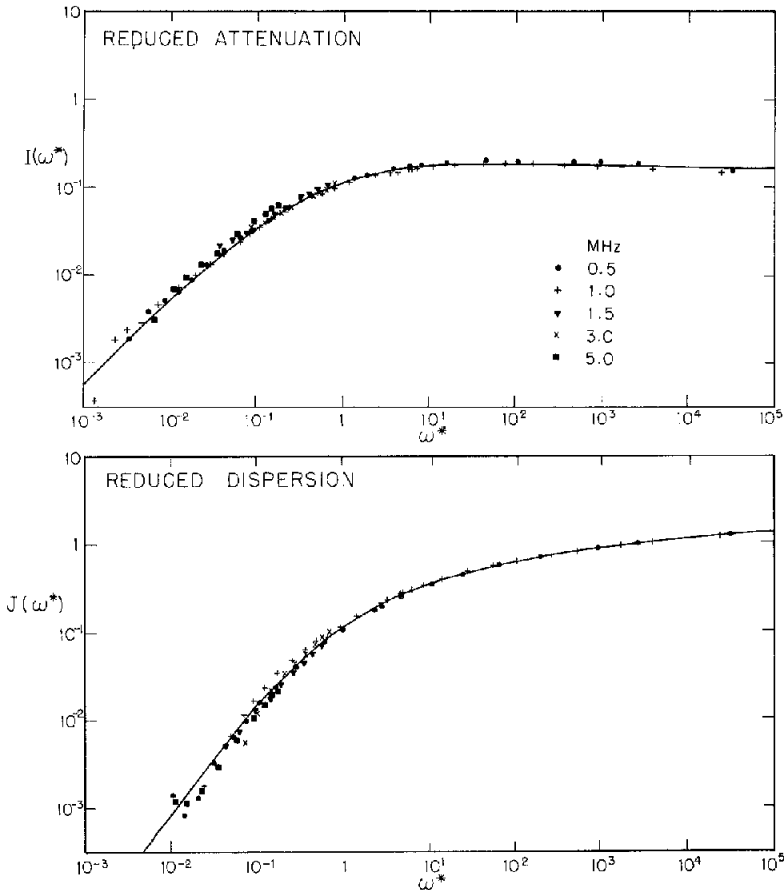 REDUCED ATTENUATION
10
1
I(ω*)
10⁻¹
10⁻²
10⁻³
MHz
• 0.5
+ 1.0
▼ 1.5
× 3.0
■ 5.0
10⁻³ 10⁻² 10⁻¹ 1 10¹ 10² 10³ 10⁴ 10⁵
ω*
REDUCED DISPERSION
10
1
J(ω*)
10⁻¹
10⁻²
10⁻³
10⁻³ 10⁻² 10⁻¹ 1 10¹ 10² 10³ 10⁴ 10⁵
ω*